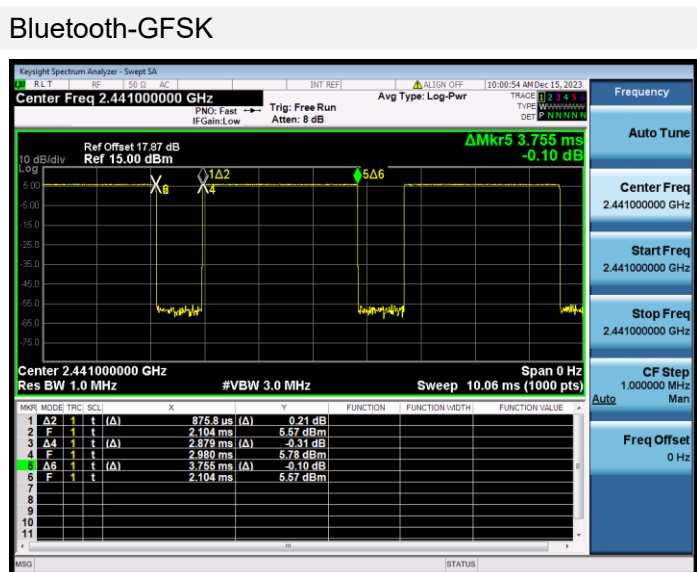 Bluetooth-GFSK
Keysight Spectrum Analyzer - Swept SA
R L T RF 50 Ω AC INT REF ALIGN OFF 10:00:54 AM Dec 15, 2023
Center Freq 2.441000000 GHz
PNO: Fast
IFGain:Low
Trig: Free Run
Atten: 8 dB
Avg Type: Log-Pwr
TRACE 1 2 3 4 5 6
TYPE W
DET P N N N N N
Ref Offset 17.87 dB
Ref 15.00 dBm
10 dB/div
Log
ΔMkr5 3.755 ms
-0.10 dB
1Δ2
5Δ6
4
5.00
-5.00
-15.0
-25.0
-35.0
-45.0
-55.0
-65.0
-75.0
Center 2.441000000 GHz Span 0 Hz
Res BW 1.0 MHz #VBW 3.0 MHz Sweep 10.06 ms (1000 pts)
MKR MODE TRC SCL X Y FUNCTION FUNCTION WIDTH FUNCTION VALUE
1 Δ2 1 t (Δ) 875.8 µs (Δ) 0.21 dB
2 F 1 t 2.104 ms 5.57 dBm
3 Δ4 1 t (Δ) 2.879 ms (Δ) -0.31 dB
4 F 1 t 2.980 ms 5.78 dBm
5 Δ6 1 t (Δ) 3.755 ms (Δ) -0.10 dB
6 F 1 t 2.104 ms 5.57 dBm
7
8
9
10
11
MSG STATUS
Frequency
Auto Tune
Center Freq
2.441000000 GHz
Start Freq
2.441000000 GHz
Stop Freq
2.441000000 GHz
CF Step
1.000000 MHz
Auto Man
Freq Offset
0 Hz